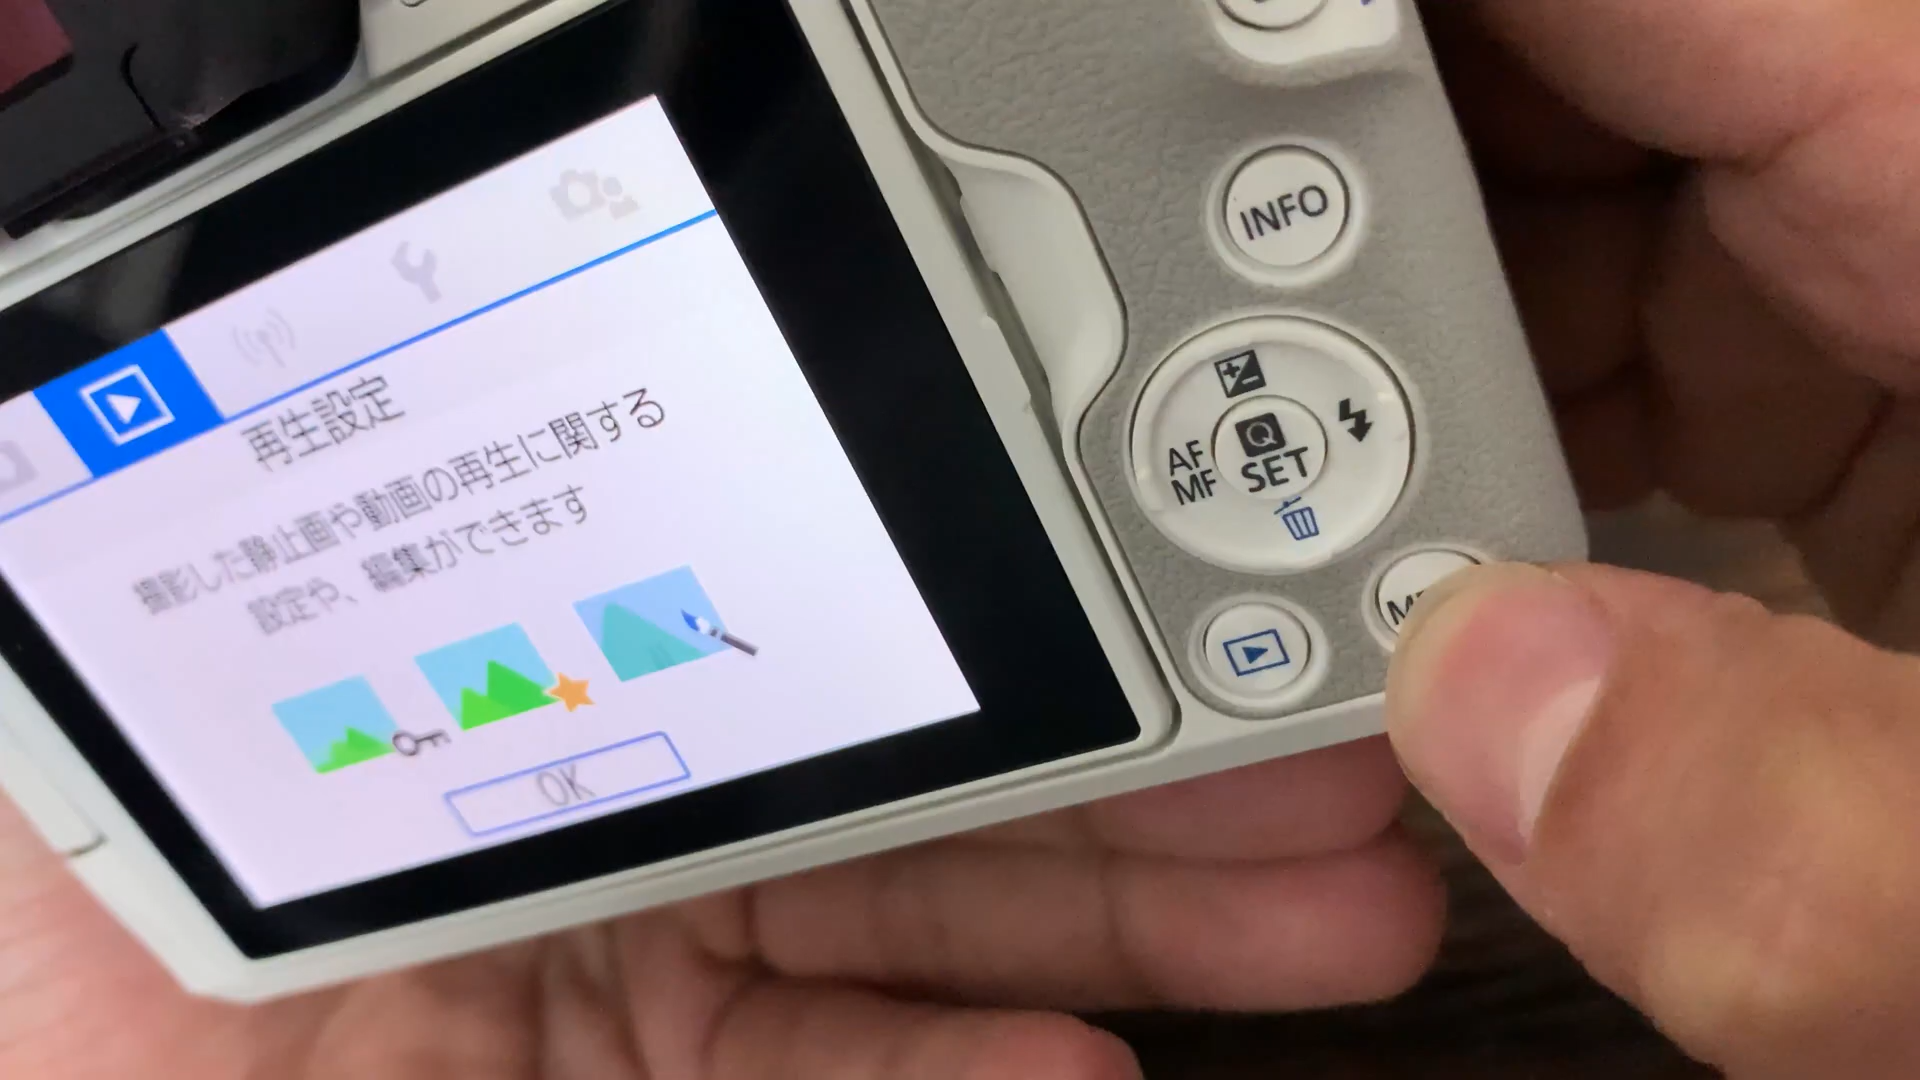 再生設定
撮影した静止画や動画の再生に関する
設定や、編集ができます
OK
INFO
AF
MF
Q
SET